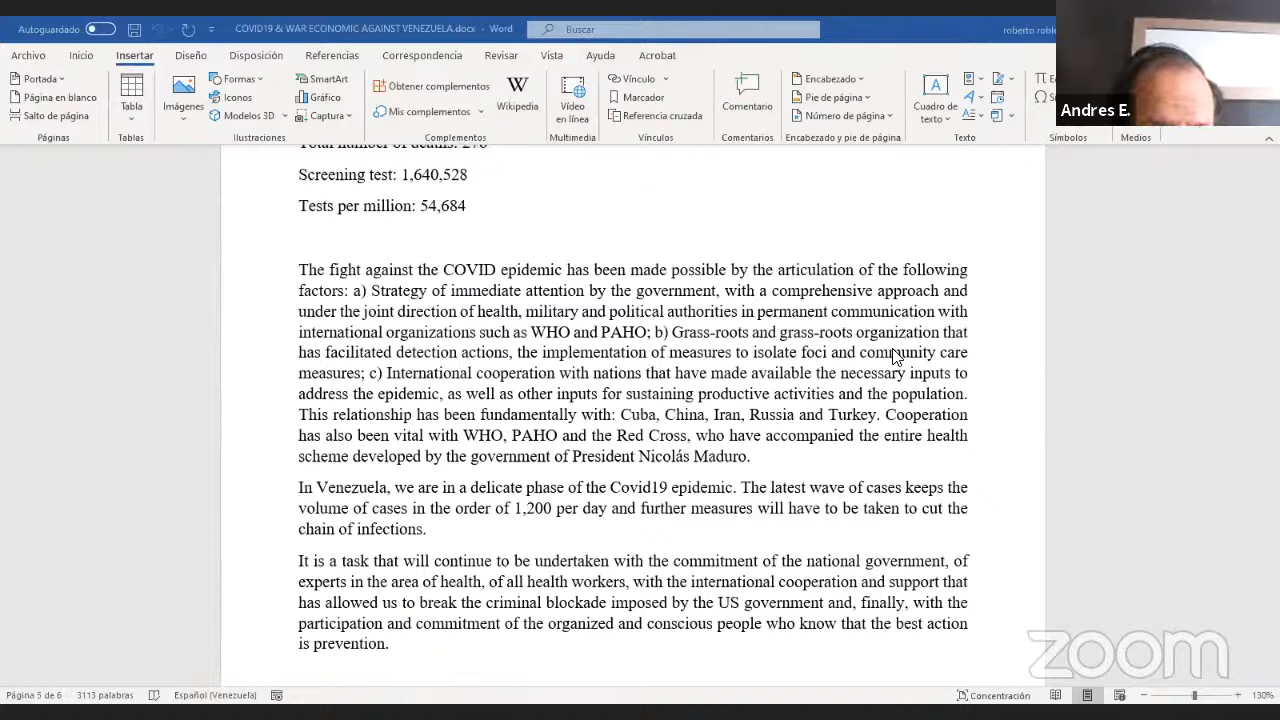 Autoguardado
COVID19 & WAR ECONOMIC AGAINST VENEZUELA.docx - Word
Buscar
roberto roble
Archivo Inicio Insertar Diseño Disposición Referencias Correspondencia Revisar Vista Ayuda Acrobat
Portada
Página en blanco
Salto de página
Páginas
Tabla
Tablas
Imágenes
Formas
Iconos
Modelos 3D
SmartArt
Gráfico
Captura
Ilustraciones
Obtener complementos
Mis complementos
W
Wikipedia
Complementos
Vídeo
en línea
Multimedia
Vínculo
Marcador
Referencia cruzada
Vínculos
Comentario
Comentarios
Encabezado
Pie de página
Número de página
Encabezado y pie de página
A
Cuadro de
texto
Texto
Símbolos
Medios
Andres E.
Total number of deaths: 270
Screening test: 1,640,528
Tests per million: 54,684
The fight against the COVID epidemic has been made possible by the articulation of the following
factors: a) Strategy of immediate attention by the government, with a comprehensive approach and
under the joint direction of health, military and political authorities in permanent communication with
international organizations such as WHO and PAHO; b) Grass-roots and grass-roots organization that
has facilitated detection actions, the implementation of measures to isolate foci and community care
measures; c) International cooperation with nations that have made available the necessary inputs to
address the epidemic, as well as other inputs for sustaining productive activities and the population.
This relationship has been fundamentally with: Cuba, China, Iran, Russia and Turkey. Cooperation
has also been vital with WHO, PAHO and the Red Cross, who have accompanied the entire health
scheme developed by the government of President Nicolás Maduro.
In Venezuela, we are in a delicate phase of the Covid19 epidemic. The latest wave of cases keeps the
volume of cases in the order of 1,200 per day and further measures will have to be taken to cut the
chain of infections.
It is a task that will continue to be undertaken with the commitment of the national government, of
experts in the area of health, of all health workers, with the international cooperation and support that
has allowed us to break the criminal blockade imposed by the US government and, finally, with the
participation and commitment of the organized and conscious people who know that the best action
is prevention.
zoom
Página 5 de 6 3113 palabras Español (Venezuela) Concentración 130%